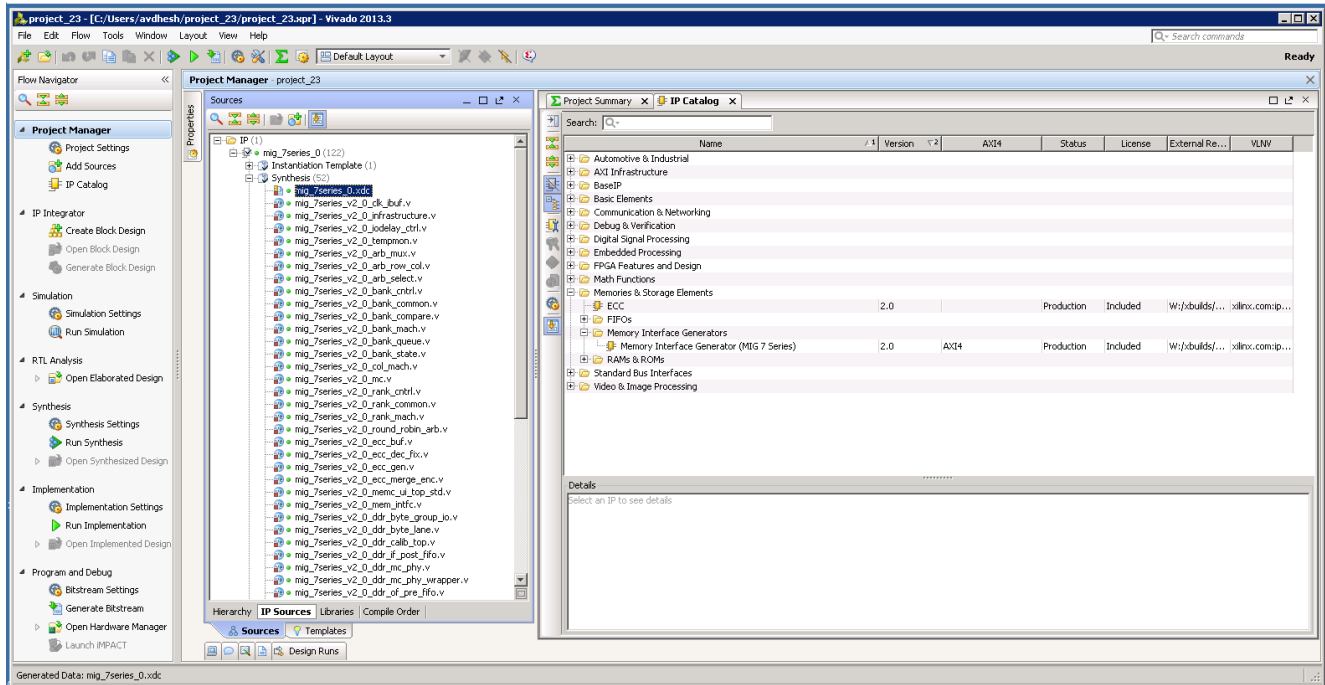 project_23 - [C:/Users/avdhesh/project_23/project_23.xpr] - Vivado 2013.3
File Edit Flow Tools Window Layout View Help
Search commands
Default Layout
Ready
Flow Navigator
Project Manager
Project Settings
Add Sources
IP Catalog
IP Integrator
Create Block Design
Open Block Design
Generate Block Design
Simulation
Simulation Settings
Run Simulation
RTL Analysis
Open Elaborated Design
Synthesis
Synthesis Settings
Run Synthesis
Open Synthesized Design
Implementation
Implementation Settings
Run Implementation
Open Implemented Design
Program and Debug
Bitstream Settings
Generate Bitstream
Open Hardware Manager
Launch iMPACT
Project Manager - project_23
Properties
Sources
IP (1)
mig_7series_0 (122)
Instantiation Template (1)
Synthesis (52)
mig_7series_0.xdc
mig_7series_v2_0_clk_ibuf.v
mig_7series_v2_0_infrastructure.v
mig_7series_v2_0_iodelay_ctrl.v
mig_7series_v2_0_tempmon.v
mig_7series_v2_0_arb_mux.v
mig_7series_v2_0_arb_row_col.v
mig_7series_v2_0_arb_select.v
mig_7series_v2_0_bank_cntrl.v
mig_7series_v2_0_bank_common.v
mig_7series_v2_0_bank_compare.v
mig_7series_v2_0_bank_mach.v
mig_7series_v2_0_bank_queue.v
mig_7series_v2_0_bank_state.v
mig_7series_v2_0_col_mach.v
mig_7series_v2_0_mc.v
mig_7series_v2_0_rank_cntrl.v
mig_7series_v2_0_rank_common.v
mig_7series_v2_0_rank_mach.v
mig_7series_v2_0_round_robin_arb.v
mig_7series_v2_0_ecc_buf.v
mig_7series_v2_0_ecc_dec_fix.v
mig_7series_v2_0_ecc_gen.v
mig_7series_v2_0_ecc_merge_enc.v
mig_7series_v2_0_memc_ui_top_std.v
mig_7series_v2_0_mem_intfc.v
mig_7series_v2_0_ddr_byte_group_io.v
mig_7series_v2_0_ddr_byte_lane.v
mig_7series_v2_0_ddr_calib_top.v
mig_7series_v2_0_ddr_if_post_fifo.v
mig_7series_v2_0_ddr_mc_phy.v
mig_7series_v2_0_ddr_mc_phy_wrapper.v
mig_7series_v2_0_ddr_of_pre_fifo.v
Hierarchy IP Sources Libraries Compile Order
Sources Templates
Design Runs
Project Summary IP Catalog
Search:
Name 1 Version 2 AXI4 Status License External Re... VLNV
Automotive & Industrial
AXI Infrastructure
BaseIP
Basic Elements
Communication & Networking
Debug & Verification
Digital Signal Processing
Embedded Processing
FPGA Features and Design
Math Functions
Memories & Storage Elements
ECC 2.0 Production Included W:/xbuilds/... xilinx.com:ip...
FIFOs
Memory Interface Generators
Memory Interface Generator (MIG 7 Series) 2.0 AXI4 Production Included W:/xbuilds/... xilinx.com:ip...
RAMs & ROMs
Standard Bus Interfaces
Video & Image Processing
Details
Select an IP to see details
Generated Data: mig_7series_0.xdc